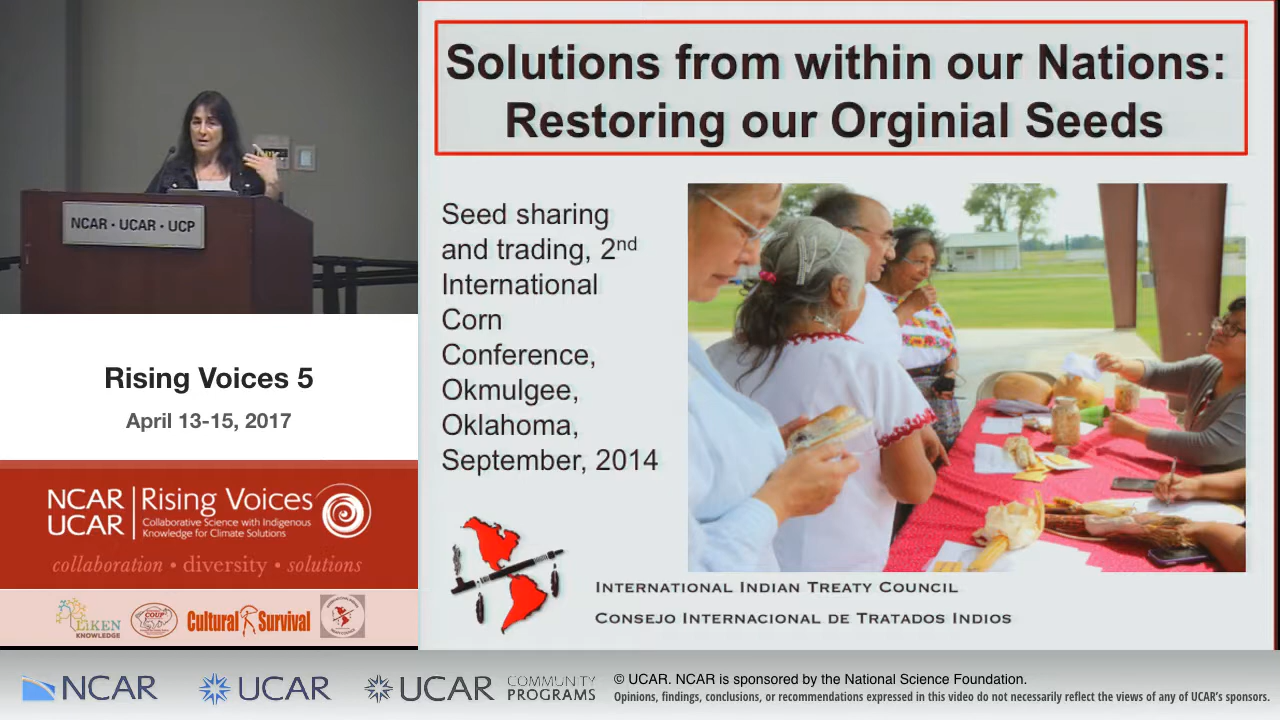 Solutions from within our Nations:
Restoring our Orginial Seeds
Seed sharing
and trading, 2nd
International
Corn
Conference,
Okmulgee,
Oklahoma,
September, 2014
INTERNATIONAL INDIAN TREATY COUNCIL
CONSEJO INTERNACIONAL DE TRATADOS INDIOS
NCAR · UCAR · UCP
Rising Voices 5
April 13-15, 2017
NCAR
UCAR
Rising Voices
Collaborative Science with Indigenous
Knowledge for Climate Solutions
collaboration • diversity • solutions
LiKEN
KNOWLEDGE
COUP
Cultural Survival
NCAR
UCAR
UCAR
COMMUNITY
PROGRAMS
© UCAR. NCAR is sponsored by the National Science Foundation.
Opinions, findings, conclusions, or recommendations expressed in this video do not necessarily reflect the views of any of UCAR's sponsors.